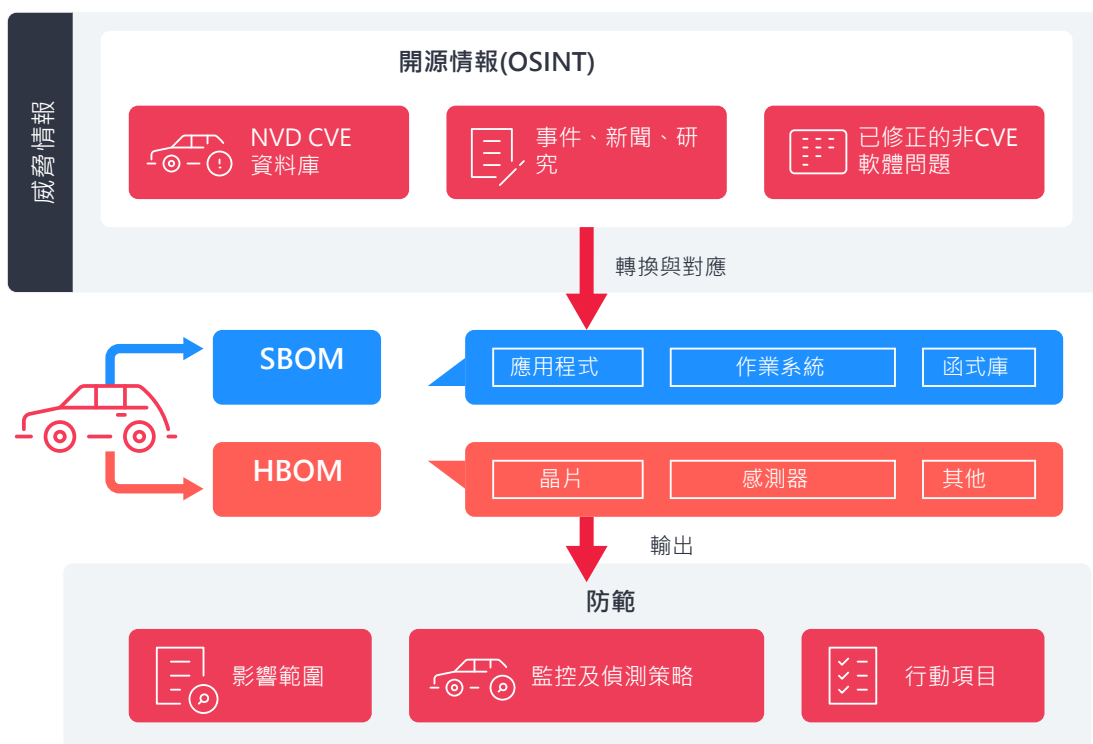 威脅情報
開源情報(OSINT)
NVD CVE
資料庫
事件、新聞、研
究
已修正的非CVE
軟體問題
轉換與對應
SBOM
應用程式
作業系統
函式庫
HBOM
晶片
感測器
其他
輸出
防範
影響範圍
監控及偵測策略
行動項目